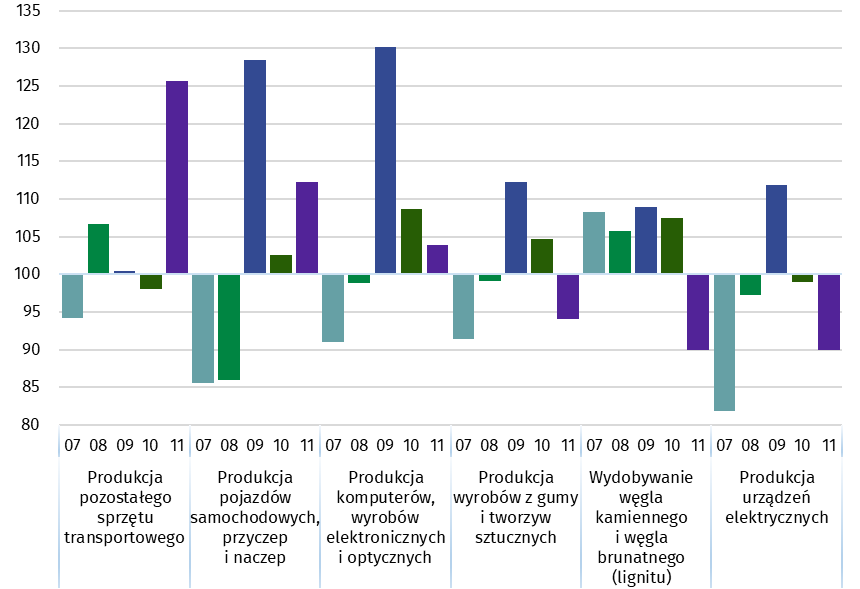 135
130
125
120
115
110
105
100
95
90
85
80
07 08 09 10 11 07 08 09 10 11 07 08 09 10 11 07 08 09 10 11 07 08 09 10 11 07 08 09 10 11
Produkcja
pozostałego
sprzętu
transportowego
Produkcja
pojazdów
samochodowych,
przyczep
i naczep
Produkcja
komputerów,
wyrobów
elektronicznych
i optycznych
Produkcja
wyrobów z gumy
i tworzyw
sztucznych
Wydobywanie
węgla
kamiennego
i węgla
brunatnego
(lignitu)
Produkcja
urządzeń
elektrycznych